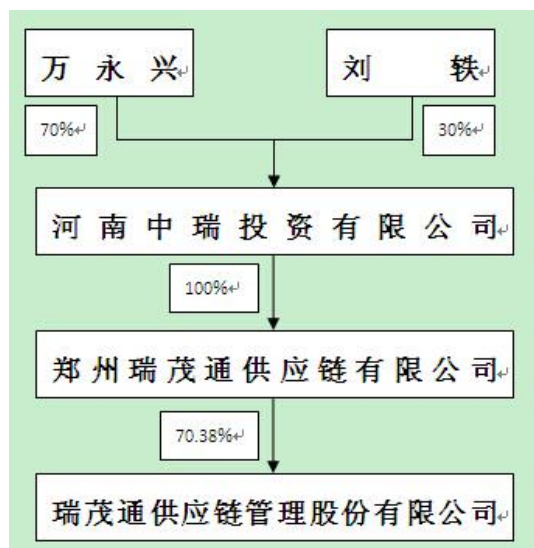 万永兴
刘轶
70%
30%
河南中瑞投资有限公司
100%
郑州瑞茂通供应链有限公司
70.38%
瑞茂通供应链管理股份有限公司